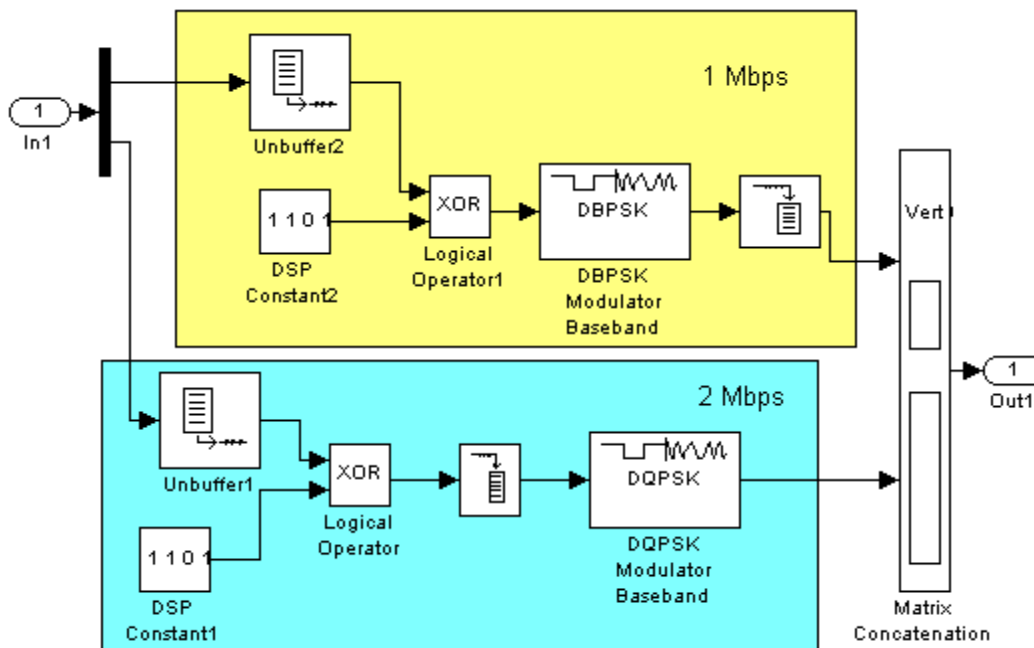 1
In1
Unbuffer2
1 Mbps
1 1 0 1
DSP
Constant2
XOR
Logical
Operator1
DBPSK
DBPSK
Modulator
Baseband
Vert
Unbuffer1
2 Mbps
1 1 0 1
DSP
Constant1
XOR
Logical
Operator
DQPSK
DQPSK
Modulator
Baseband
Matrix
Concatenation
1
Out1